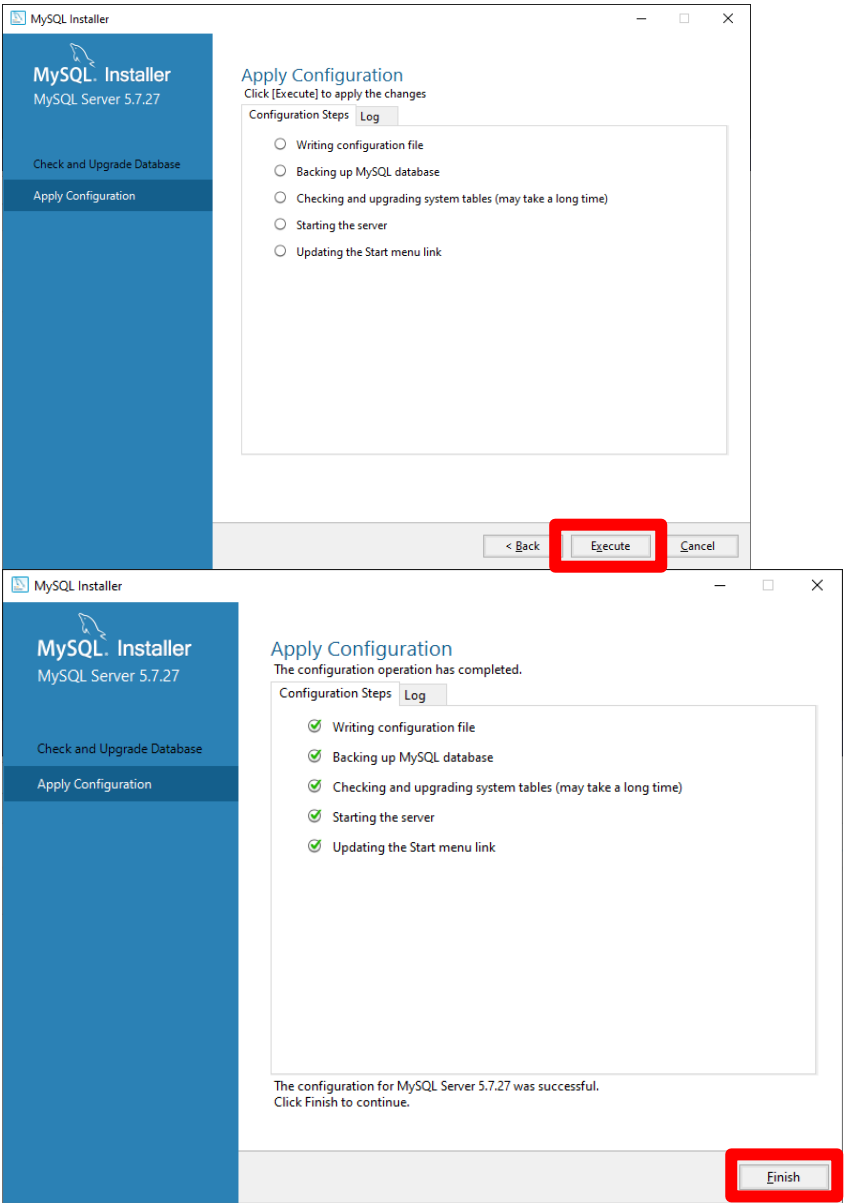 MySQL Installer
MySQL. Installer
MySQL Server 5.7.27
Check and Upgrade Database
Apply Configuration
Apply Configuration
Click [Execute] to apply the changes
Configuration Steps Log
Writing configuration file
Backing up MySQL database
Checking and upgrading system tables (may take a long time)
Starting the server
Updating the Start menu link
< Back Execute Cancel
MySQL Installer
MySQL. Installer
MySQL Server 5.7.27
Check and Upgrade Database
Apply Configuration
Apply Configuration
The configuration operation has completed.
Configuration Steps Log
Writing configuration file
Backing up MySQL database
Checking and upgrading system tables (may take a long time)
Starting the server
Updating the Start menu link
The configuration for MySQL Server 5.7.27 was successful.
Click Finish to continue.
Finish